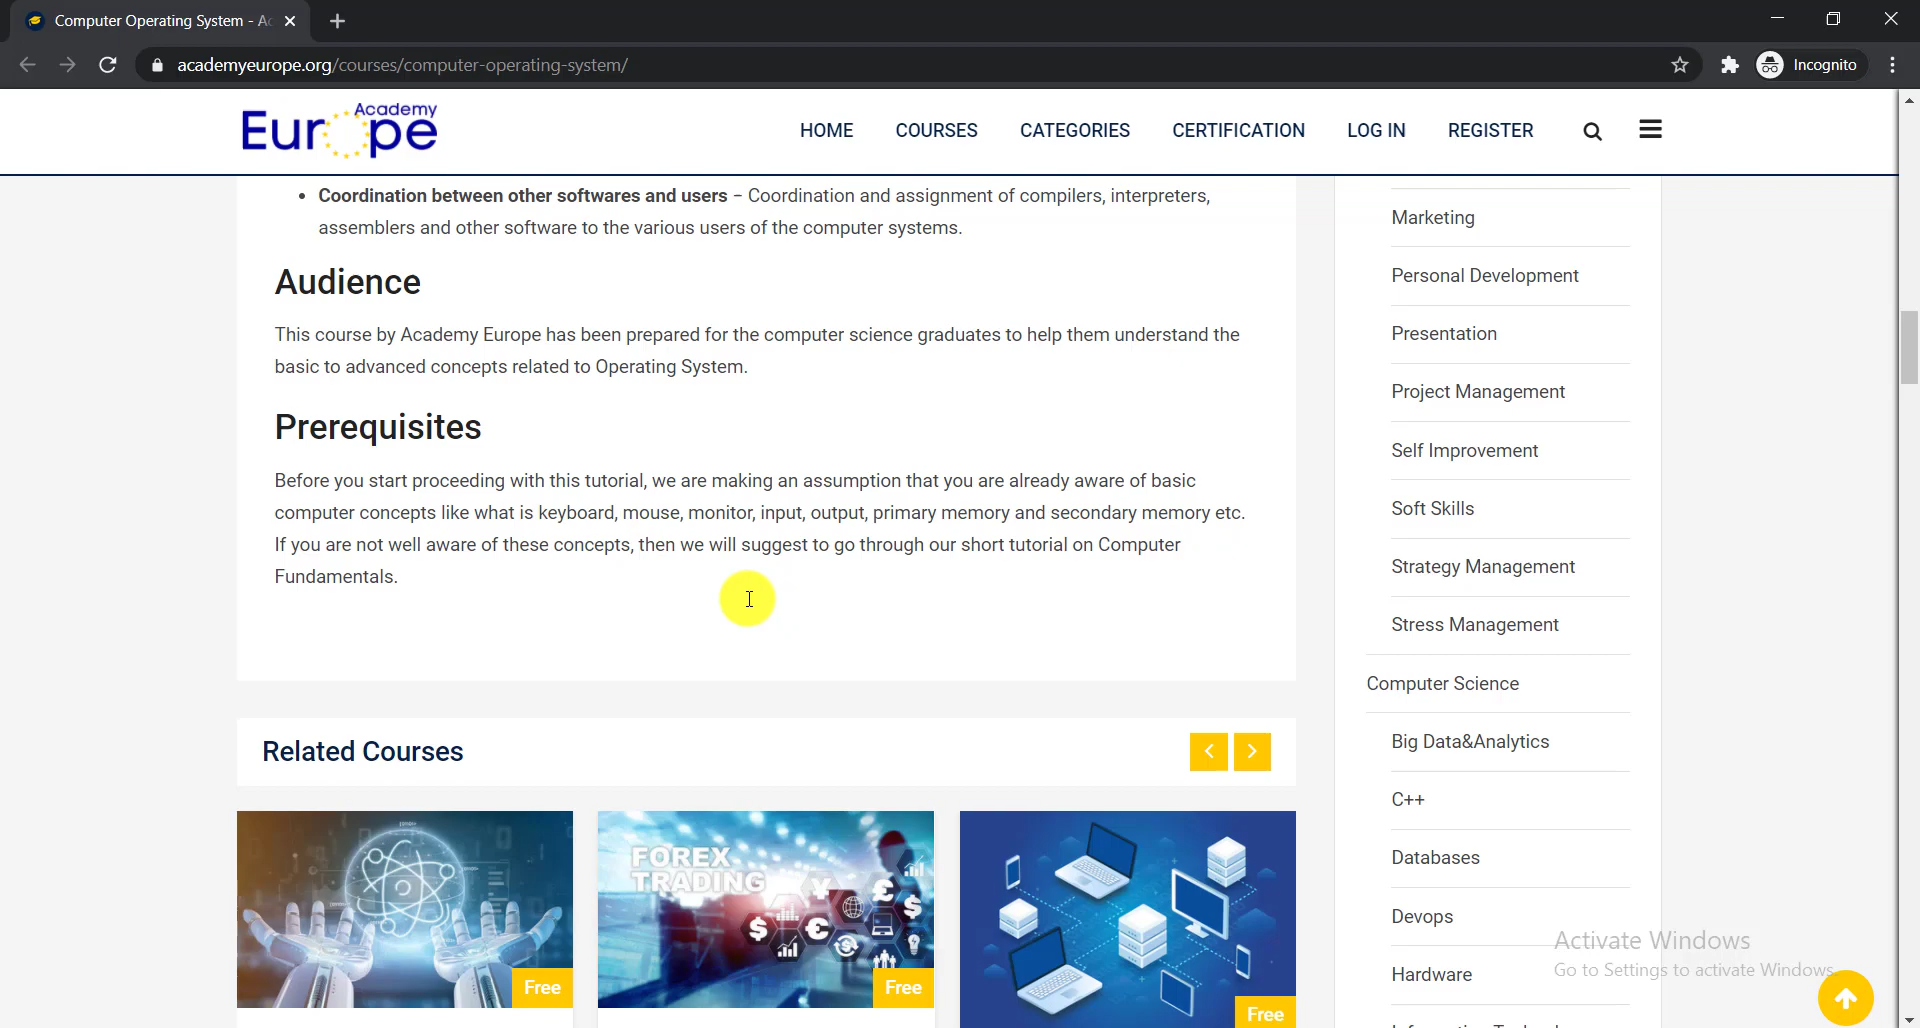 Computer Operating System - Ac
academyeurope.org/courses/computer-operating-system/
Incognito
Academy
Europe
HOME
COURSES
CATEGORIES
CERTIFICATION
LOG IN
REGISTER
• Coordination between other softwares and users – Coordination and assignment of compilers, interpreters,
assemblers and other software to the various users of the computer systems.
Audience
This course by Academy Europe has been prepared for the computer science graduates to help them understand the
basic to advanced concepts related to Operating System.
Prerequisites
Before you start proceeding with this tutorial, we are making an assumption that you are already aware of basic
computer concepts like what is keyboard, mouse, monitor, input, output, primary memory and secondary memory etc.
If you are not well aware of these concepts, then we will suggest to go through our short tutorial on Computer
Fundamentals.
Related Courses
Free
FOREX
TRADING
Free
Free
Marketing
Personal Development
Presentation
Project Management
Self Improvement
Soft Skills
Strategy Management
Stress Management
Computer Science
Big Data&Analytics
C++
Databases
Devops
Hardware
Activate Windows
Go to Settings to activate Windows.